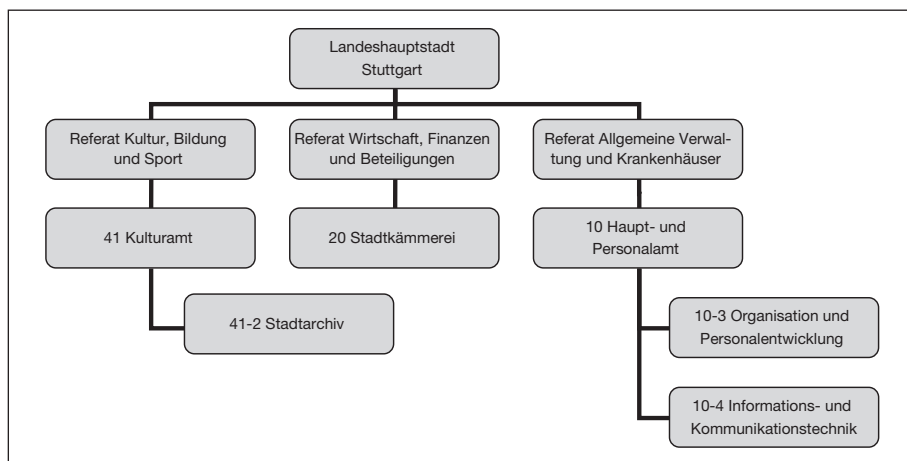 Landeshauptstadt
Stuttgart
Referat Kultur, Bildung
und Sport
Referat Wirtschaft, Finanzen
und Beteiligungen
Referat Allgemeine Verwal-
tung und Krankenhäuser
41 Kulturamt
20 Stadtkämmerei
10 Haupt- und
Personalamt
41-2 Stadtarchiv
10-3 Organisation und
Personalentwicklung
10-4 Informations- und
Kommunikationstechnik